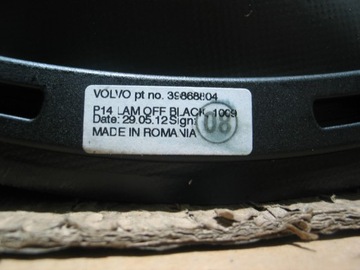 VOLVO pt no. 39868804
P14 LAM OFF BLACK 1009
Date: 29.05.12 Sign:
08
MADE IN ROMANIA